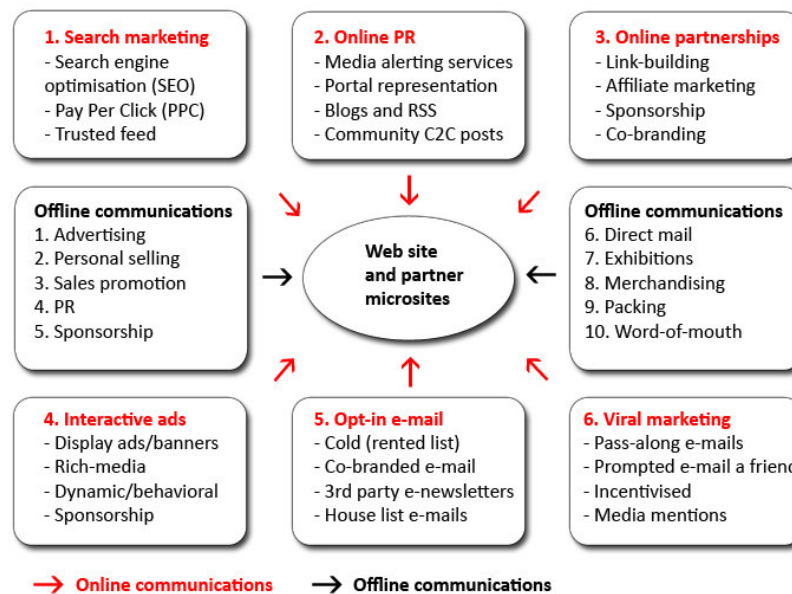 1. Search marketing
- Search engine
optimisation (SEO)
- Pay Per Click (PPC)
- Trusted feed
2. Online PR
- Media alerting services
- Portal representation
- Blogs and RSS
- Community C2C posts
3. Online partnerships
- Link-building
- Affiliate marketing
- Sponsorship
- Co-branding
Offline communications
1. Advertising
2. Personal selling
3. Sales promotion
4. PR
5. Sponsorship
Web site
and partner
microsites
Offline communications
6. Direct mail
7. Exhibitions
8. Merchandising
9. Packing
10. Word-of-mouth
4. Interactive ads
- Display ads/banners
- Rich-media
- Dynamic/behavioral
- Sponsorship
5. Opt-in e-mail
- Cold (rented list)
- Co-branded e-mail
- 3rd party e-newsletters
- House list e-mails
6. Viral marketing
- Pass-along e-mails
- Prompted e-mail a friend
- Incentivised
- Media mentions
Online communications
Offline communications